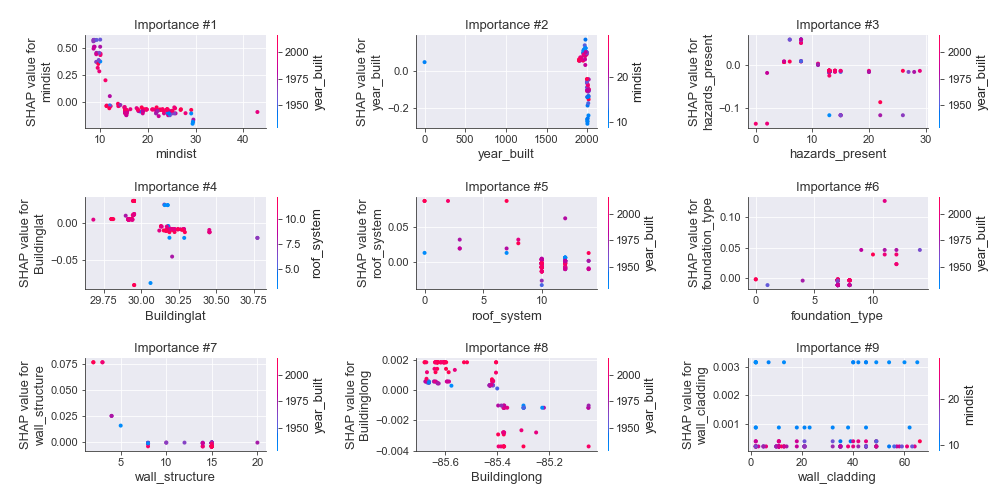 Importance #1
SHAP value for
mindist
0.50
0.25
0.00
10
20
30
40
mindist
2000
1975
1950
year_built
Importance #2
SHAP value for
year_built
0.0
−2.5
0
500
1000
1500
2000
year_built
20
10
mindist
Importance #3
SHAP value for
hazards_present
0.0
−0.1
0
10
20
30
hazards_present
2000
1975
1950
year_built
Importance #4
SHAP value for
Buildinglat
0.00
−0.05
29.75
30.00
30.25
30.50
30.75
Buildinglat
10.0
7.5
5.0
roof_system
Importance #5
SHAP value for
roof_system
0.05
0.00
0
5
10
roof_system
2000
1975
1950
year_built
Importance #6
SHAP value for
foundation_type
0.10
0.05
0.00
0
5
10
foundation_type
2000
1975
1950
year_built
Importance #7
SHAP value for
wall_structure
0.075
0.050
0.025
0.000
5
10
15
20
wall_structure
2000
1975
1950
year_built
Importance #8
SHAP value for
Buildinglong
0.002
0.000
−0.002
−0.004
−85.6
−85.4
−85.2
Buildinglong
2000
1975
1950
year_built
Importance #9
SHAP value for
wall_cladding
0.003
0.002
0.001
0
20
40
60
wall_cladding
20
10
mindist